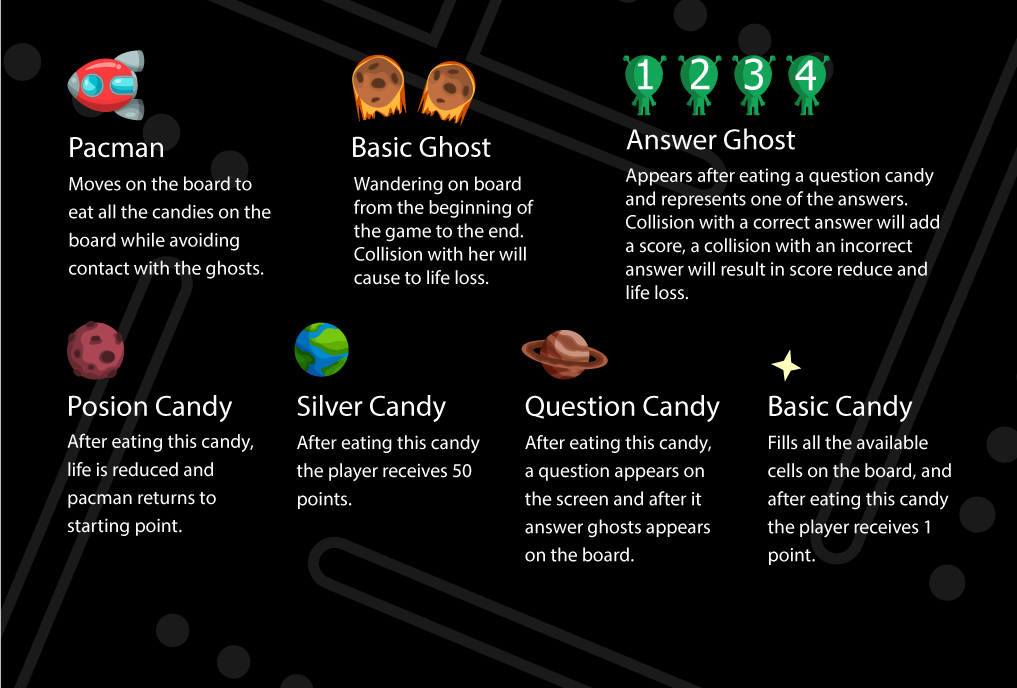 1 2 3 4
Pacman
Moves on the board to
eat all the candies on the
board while avoiding
contact with the ghosts.
Basic Ghost
Wandering on board
from the beginning of
the game to the end.
Collision with her will
cause to life loss.
Answer Ghost
Appears after eating a question candy
and represents one of the answers.
Collision with a correct answer will add
a score, a collision with an incorrect
answer will result in score reduce and
life loss.
Posion Candy
After eating this candy,
life is reduced and
pacman returns to
starting point.
Silver Candy
After eating this candy
the player receives 50
points.
Question Candy
After eating this candy,
a question appears on
the screen and after it
answer ghosts appears
on the board.
Basic Candy
Fills all the available
cells on the board, and
after eating this candy
the player receives 1
point.